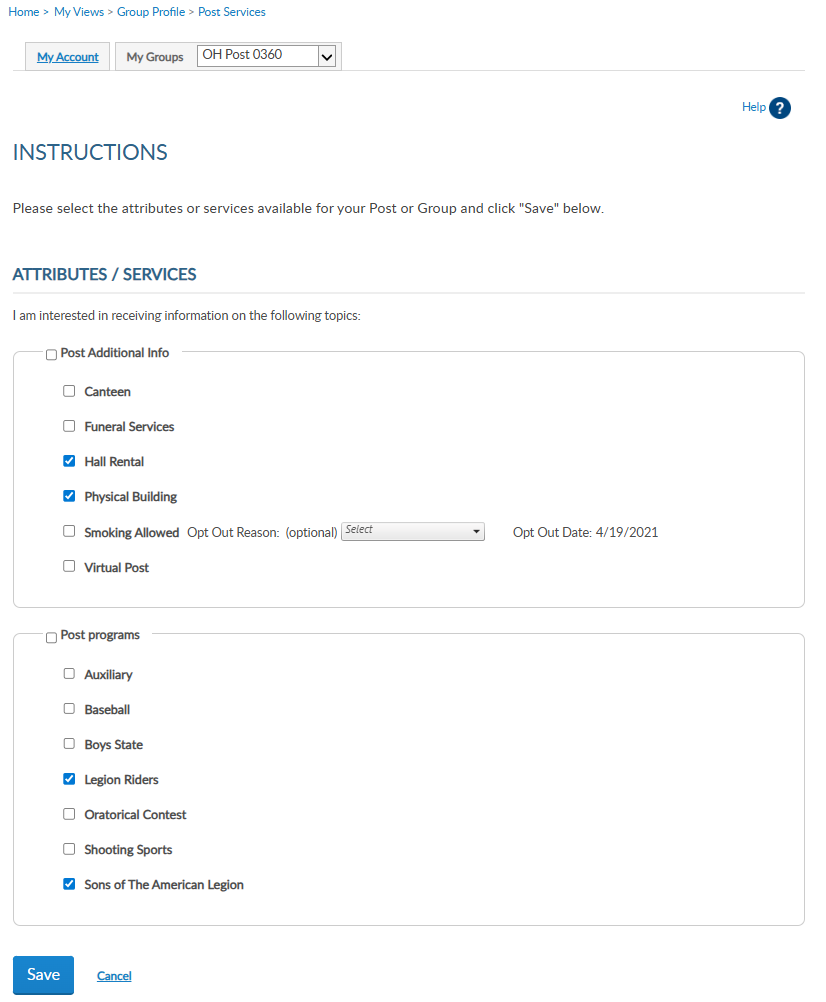 Home > My Views > Group Profile > Post Services
My Account My Groups OH Post 0360
Help ?
INSTRUCTIONS
Please select the attributes or services available for your Post or Group and click "Save" below.
ATTRIBUTES / SERVICES
I am interested in receiving information on the following topics:
Post Additional Info
Canteen
Funeral Services
Hall Rental
Physical Building
Smoking Allowed Opt Out Reason: (optional) Select Opt Out Date: 4/19/2021
Virtual Post
Post programs
Auxiliary
Baseball
Boys State
Legion Riders
Oratorical Contest
Shooting Sports
Sons of The American Legion
Save Cancel